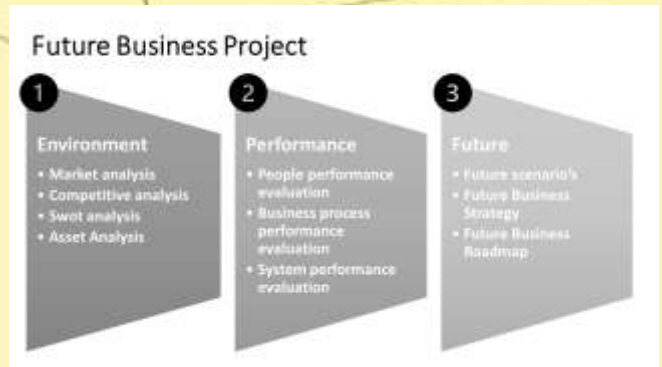 Future Business Project
1
Environment
• Market analysis
• Competitive analysis
• Swot analysis
• Asset Analysis
2
Performance
• People performance
evaluation
• Business process
performance
evaluation
• System performance
evaluation
3
Future
• Future scenario's
• Future Business
Strategy
• Future Business
Roadmap